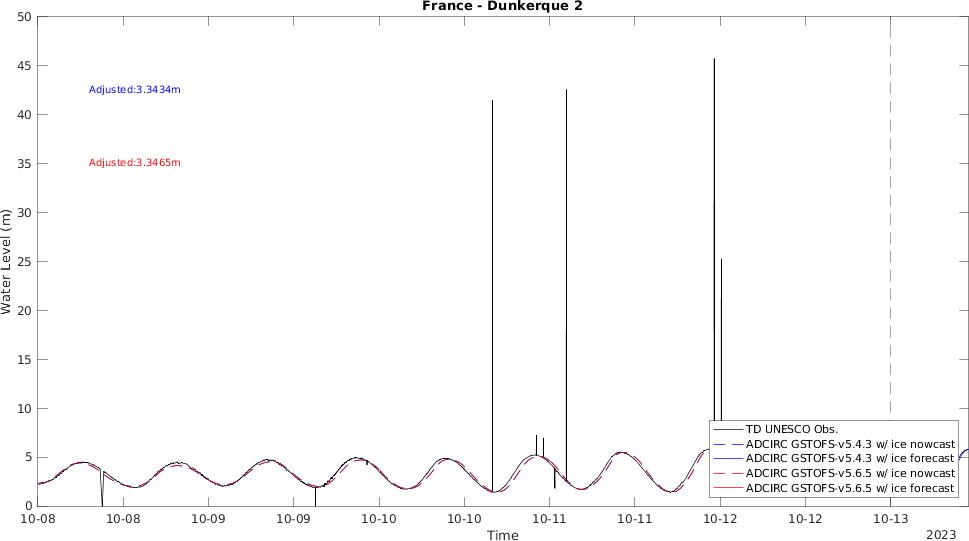 France - Dunkerque 2
50
45
40
35
30
25
20
15
10
5
0
Water Level (m)
Adjusted:3.3434m
Adjusted:3.3465m
TD UNESCO Obs.
ADCIRC GSTOFS-v5.4.3 w/ ice nowcast
ADCIRC GSTOFS-v5.4.3 w/ ice forecast
ADCIRC GSTOFS-v5.6.5 w/ ice nowcast
ADCIRC GSTOFS-v5.6.5 w/ ice forecast
10-08 10-08 10-09 10-09 10-10 10-10 10-11 10-11 10-12 10-12 10-13
Time
2023